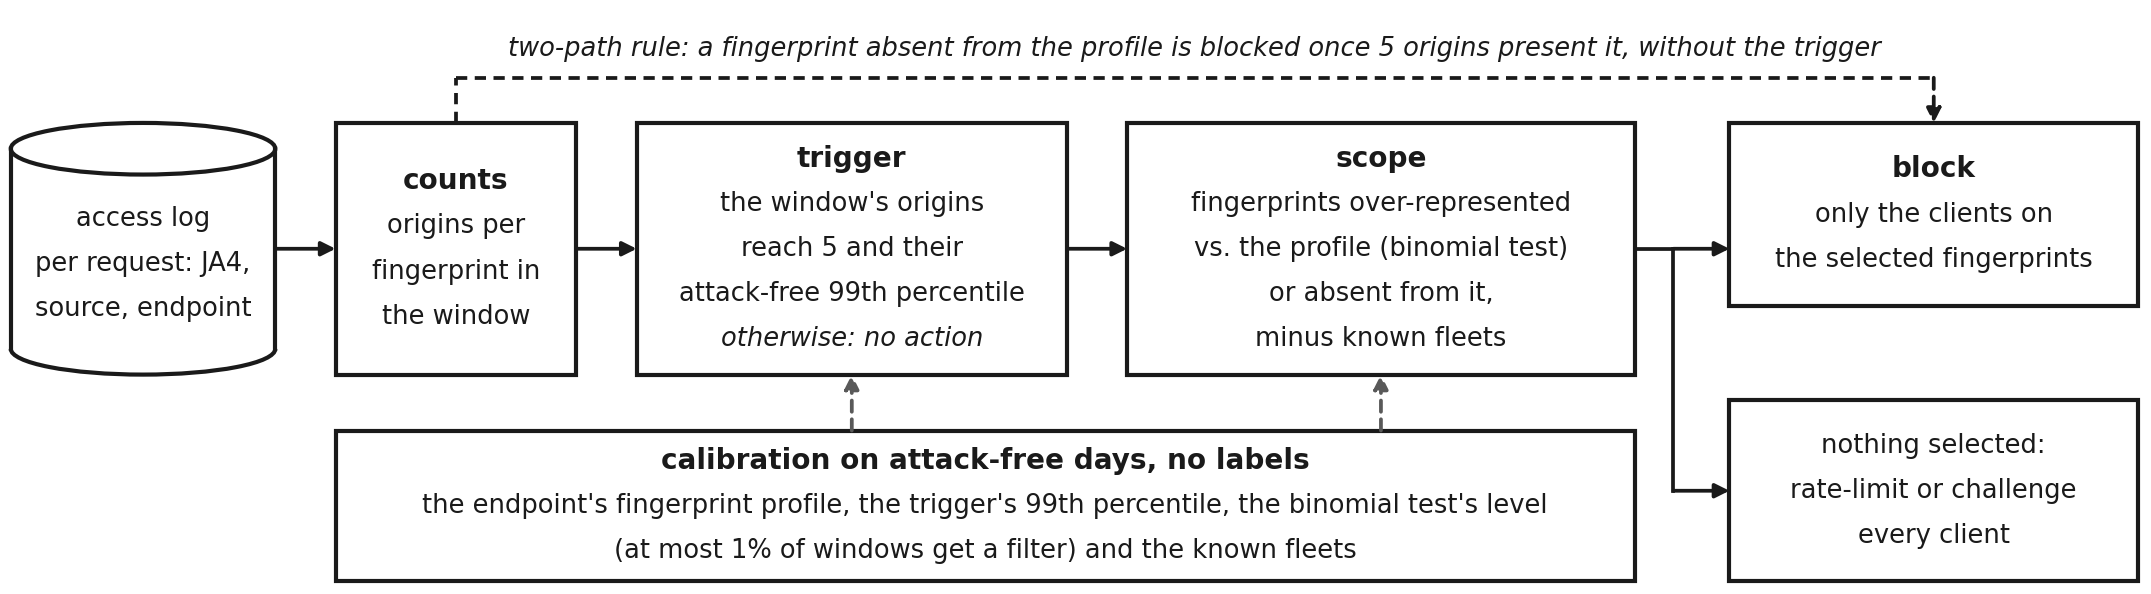 two-path rule: a fingerprint absent from the profile is blocked once 5 origins present it, without the trigger
access log
per request: JA4,
source, endpoint
counts
origins per
fingerprint in
the window
trigger
the window's origins
reach 5 and their
attack-free 99th percentile
otherwise: no action
scope
fingerprints over-represented
vs. the profile (binomial test)
or absent from it,
minus known fleets
block
only the clients on
the selected fingerprints
nothing selected:
rate-limit or challenge
every client
calibration on attack-free days, no labels
the endpoint's fingerprint profile, the trigger's 99th percentile, the binomial test's level
(at most 1% of windows get a filter) and the known fleets